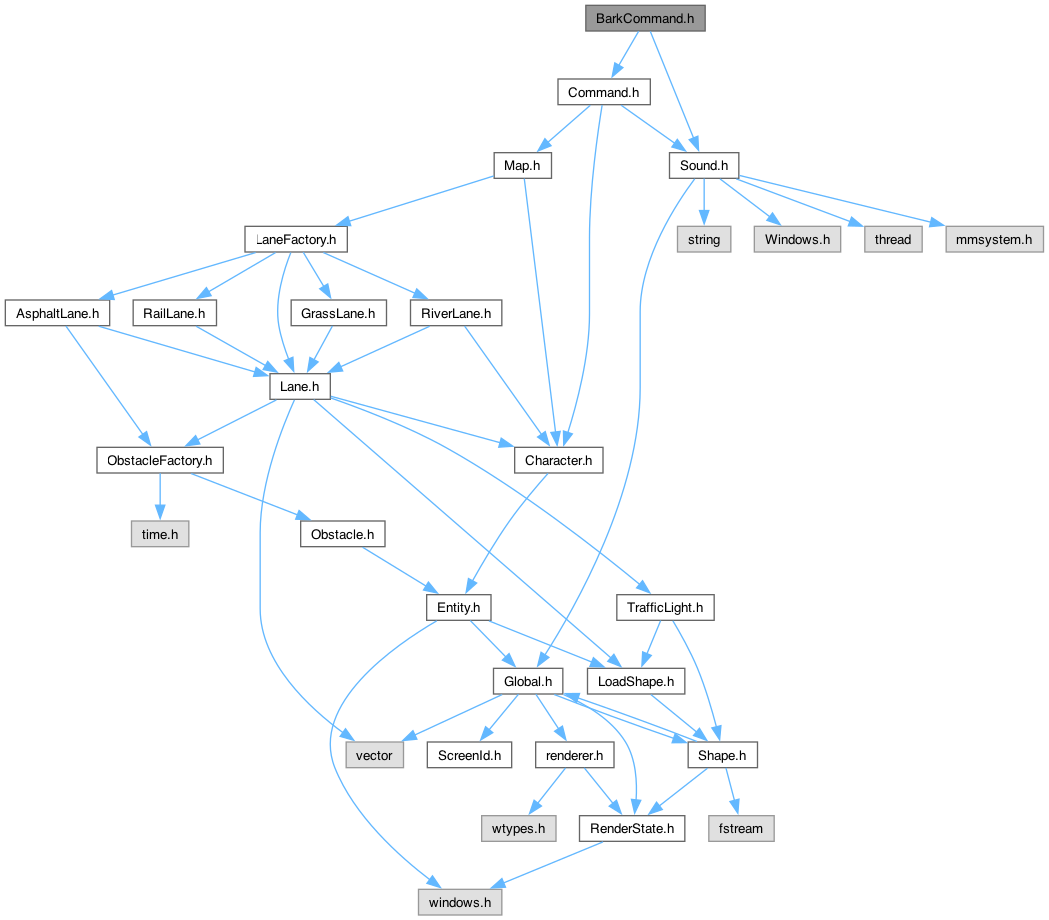 BarkCommand.h
Command.h
Map.h
Sound.h
LaneFactory.h
string
Windows.h
thread
mmsystem.h
AsphaltLane.h
RailLane.h
GrassLane.h
RiverLane.h
Lane.h
ObstacleFactory.h
Character.h
time.h
Obstacle.h
Entity.h
TrafficLight.h
Global.h
LoadShape.h
vector
ScreenId.h
renderer.h
Shape.h
wtypes.h
RenderState.h
fstream
windows.h